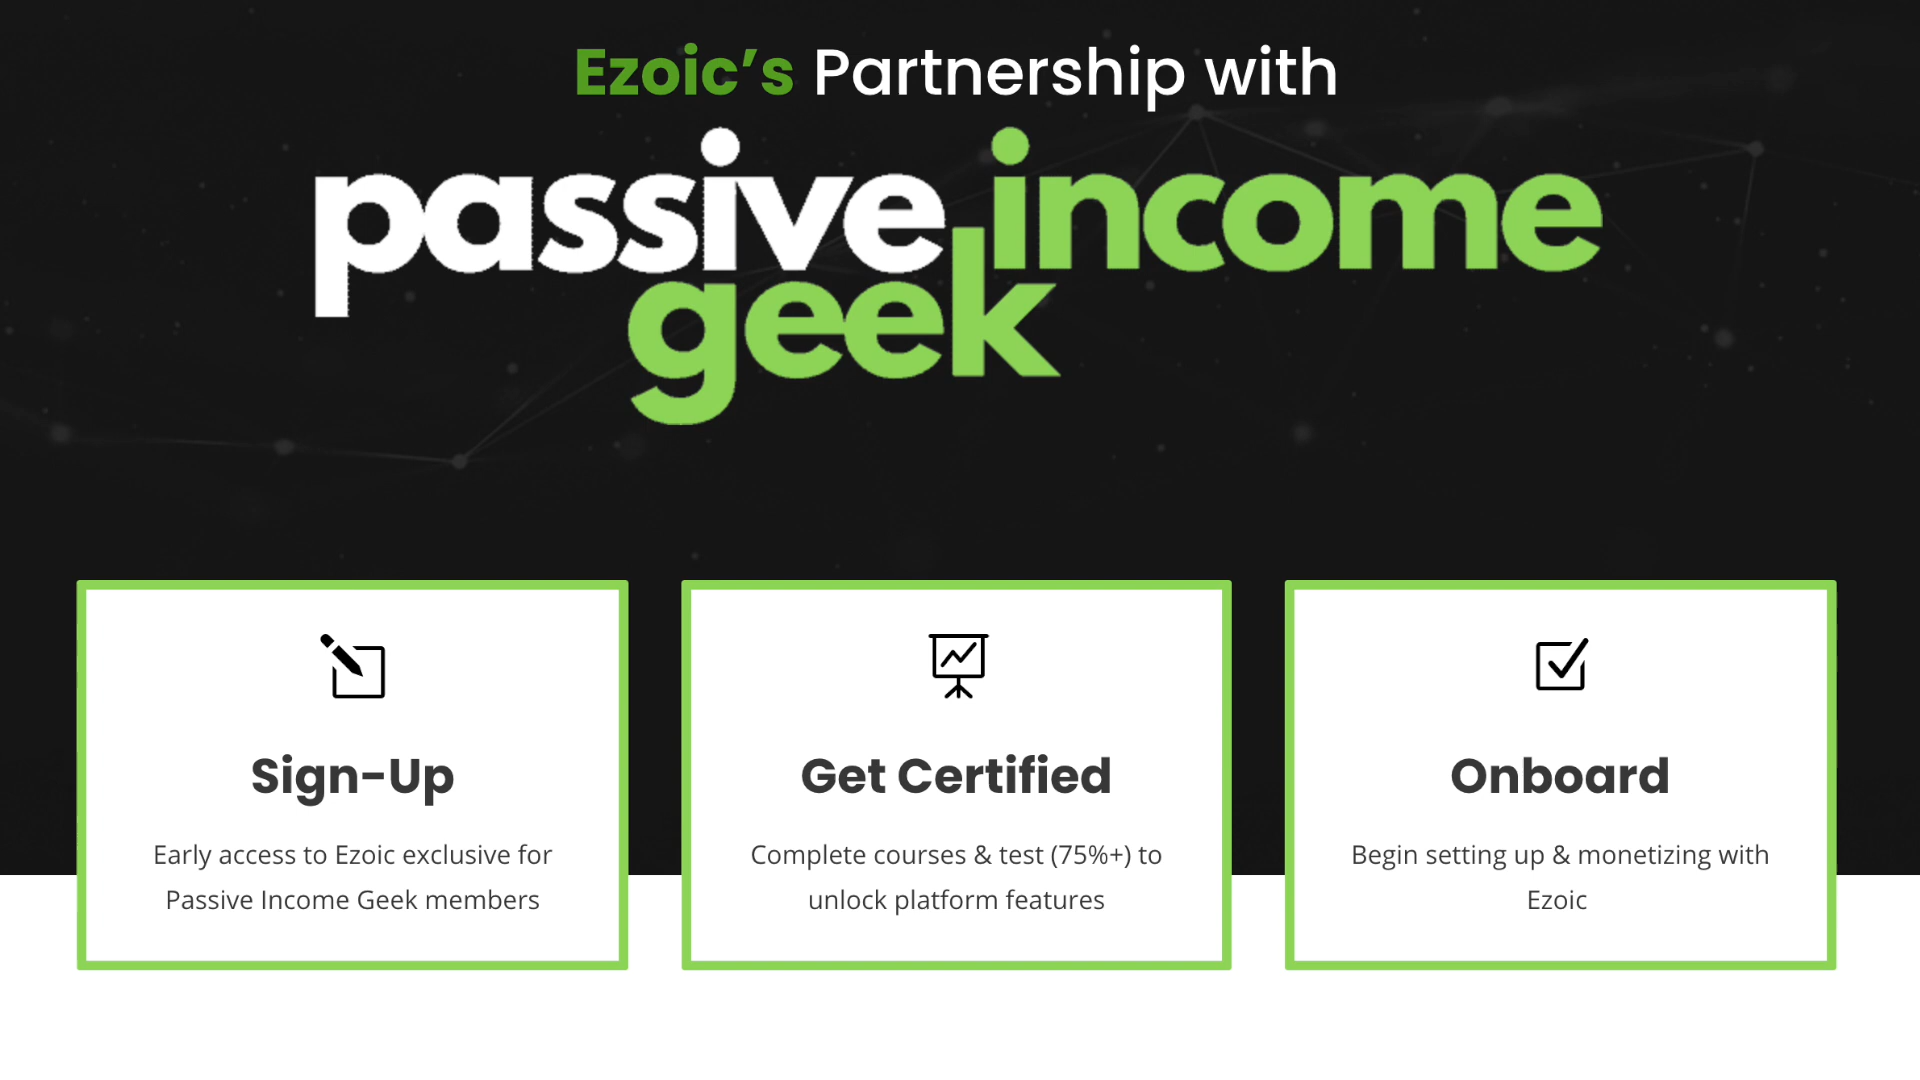 Ezoic’s Partnership with
passive income
geek
Sign-Up
Early access to Ezoic exclusive for
Passive Income Geek members
Get Certified
Complete courses & test (75%+) to
unlock platform features
Onboard
Begin setting up & monetizing with
Ezoic